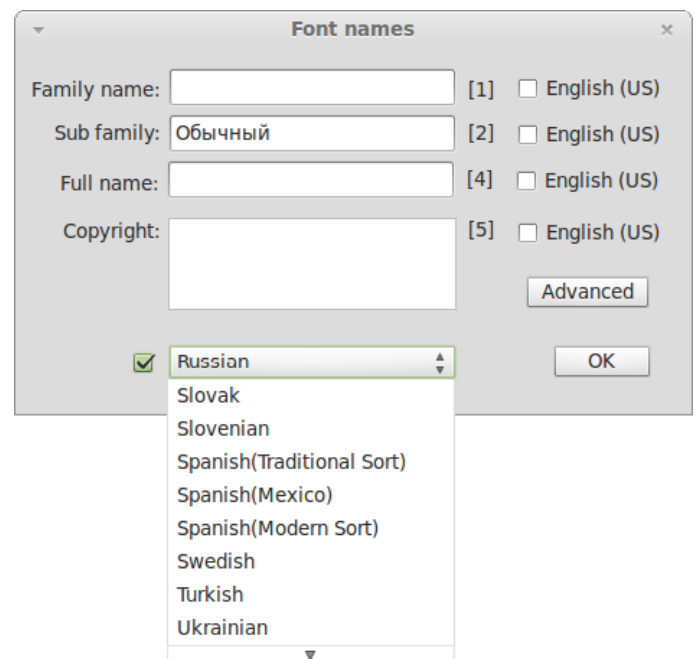 Font names
Family name: [1] English (US)
Sub family: Обычный [2] English (US)
Full name: [4] English (US)
Copyright: [5] English (US)
Advanced
Russian OK
Slovak
Slovenian
Spanish(Traditional Sort)
Spanish(Mexico)
Spanish(Modern Sort)
Swedish
Turkish
Ukrainian